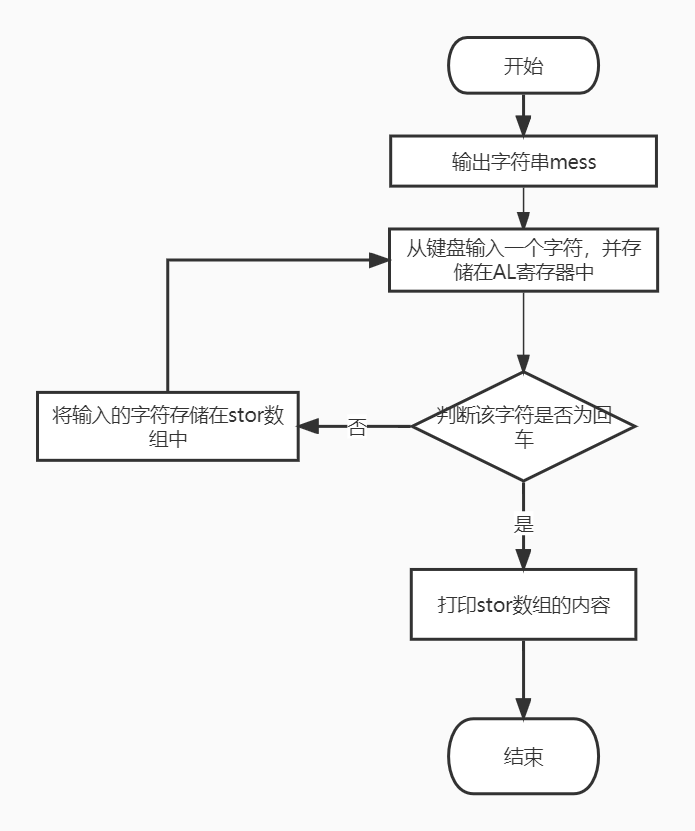 开始
输出字符串mess
从键盘输入一个字符，并存
储在AL寄存器中
将输入的字符存储在stor数
组中
否
判断该字符是否为回
车
是
打印stor数组的内容
结束